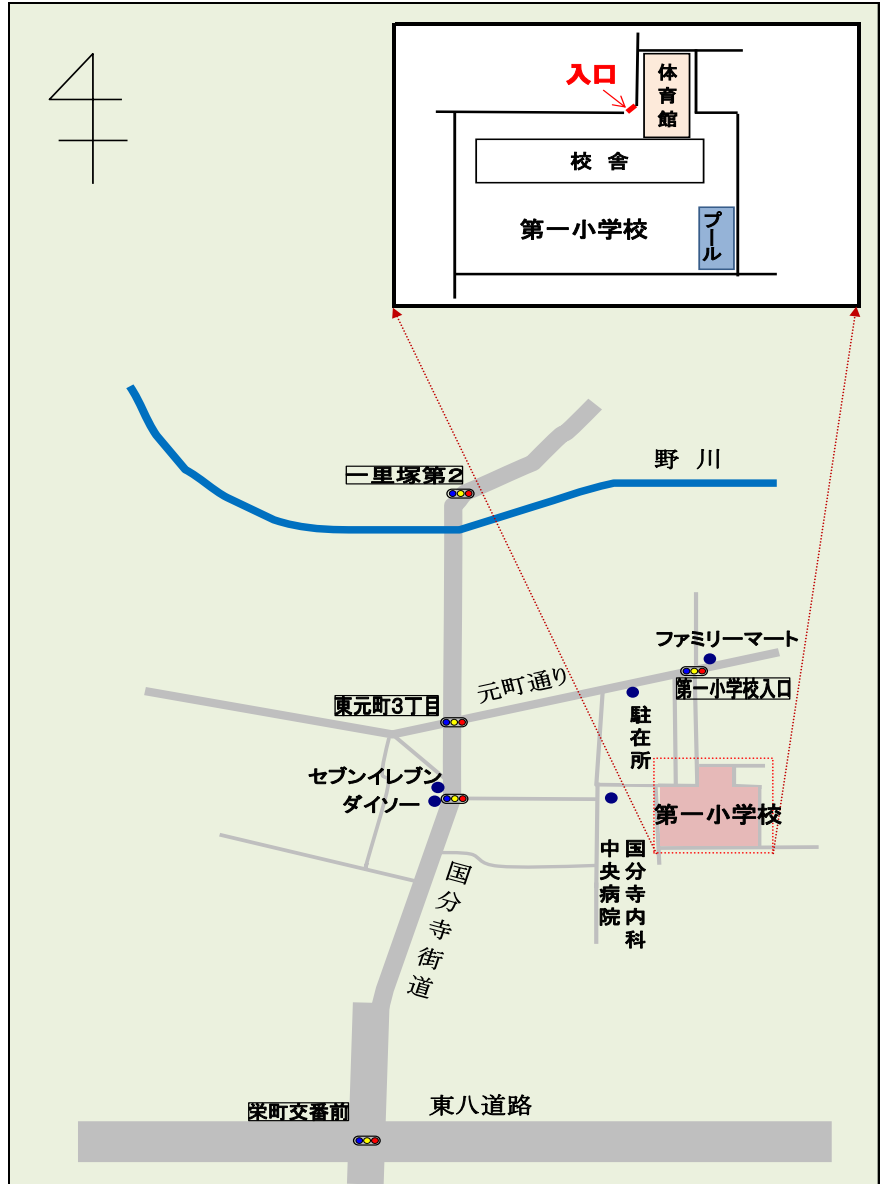 入口
体育館
校舎
第一小学校
プール
野川
一里塚第2
ファミリーマート
元町通り
第一小学校入口
東元町3丁目
駐在所
セブンイレブン
ダイソー
第一小学校
国分寺内科
中央病院
国分寺街道
東八道路
栄町交番前